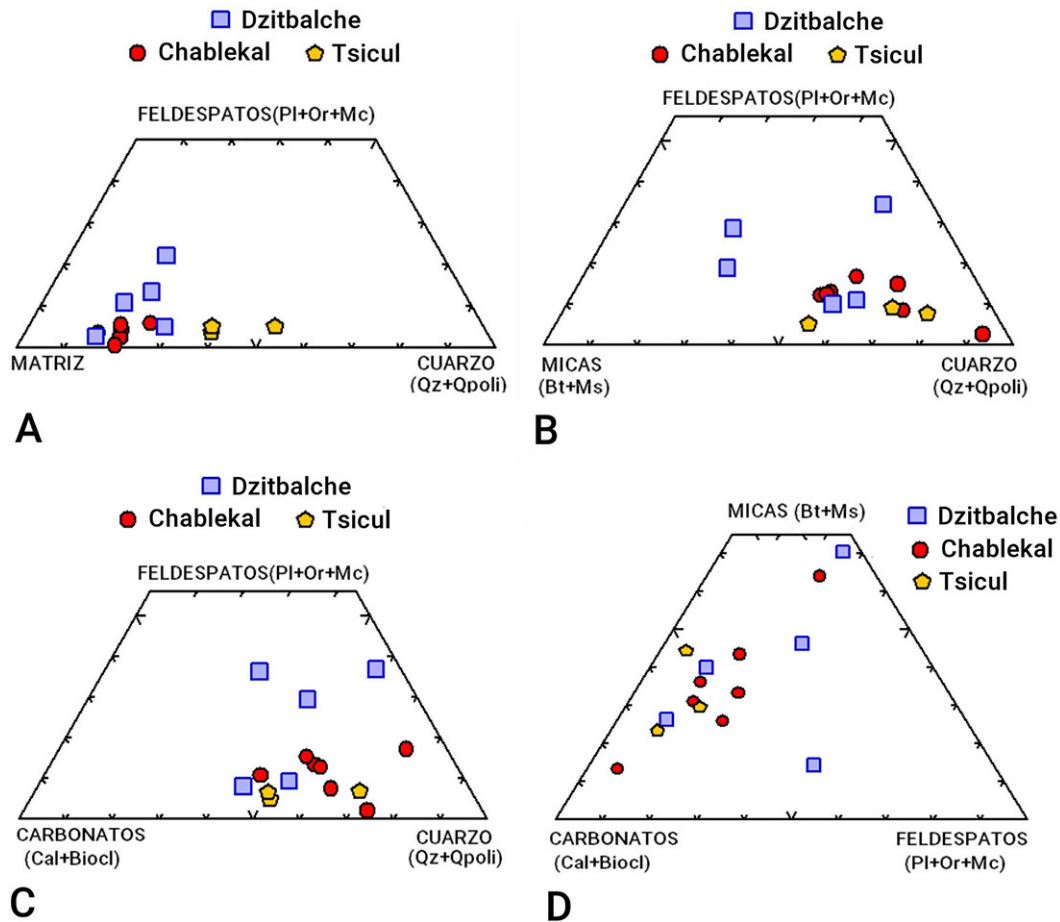 Dzitbalche
Chablekal
Tsicul
FELDESPATOS(Pl+Or+Mc)
MATRIZ
CUARZO
(Qz+Qpoli)
A
Dzitbalche
Chablekal
Tsicul
FELDESPATOS(Pl+Or+Mc)
MICAS
(Bt+Ms)
CUARZO
(Qz+Qpoli)
B
Dzitbalche
Chablekal
Tsicul
FELDESPATOS(Pl+Or+Mc)
CARBONATOS
(Cal+Biocl)
CUARZO
(Qz+Qpoli)
C
MICAS (Bt+Ms)
Dzitbalche
Chablekal
Tsicul
CARBONATOS
(Cal+Biocl)
FELDESPATOS
(Pl+Or+Mc)
D